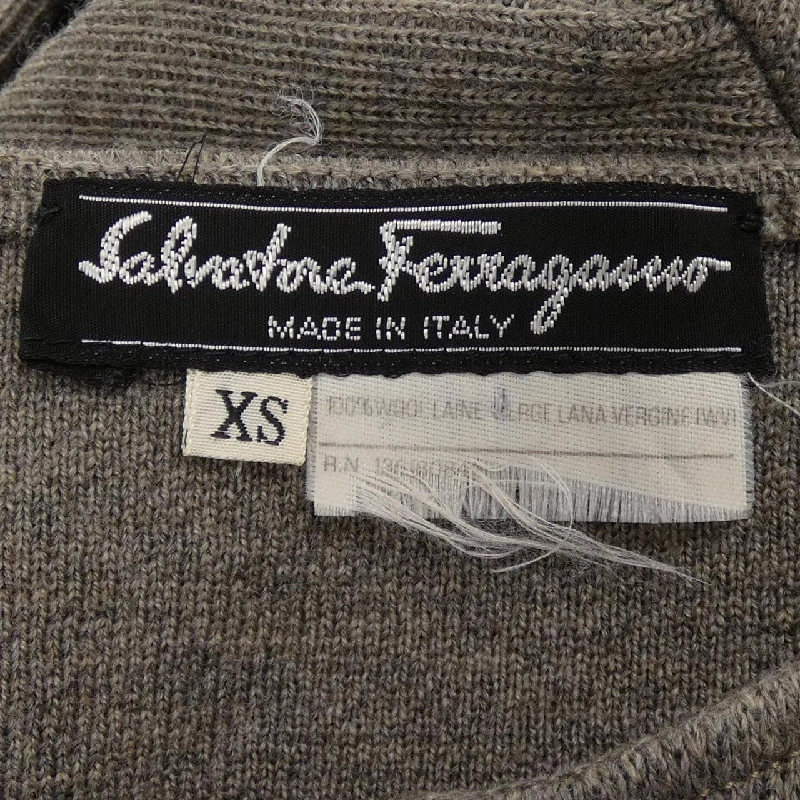 Salvatore Ferragamo
MADE IN ITALY
XS
100% WOOL LAINE VIERGE LANA VERGINE (WV)
R.N.